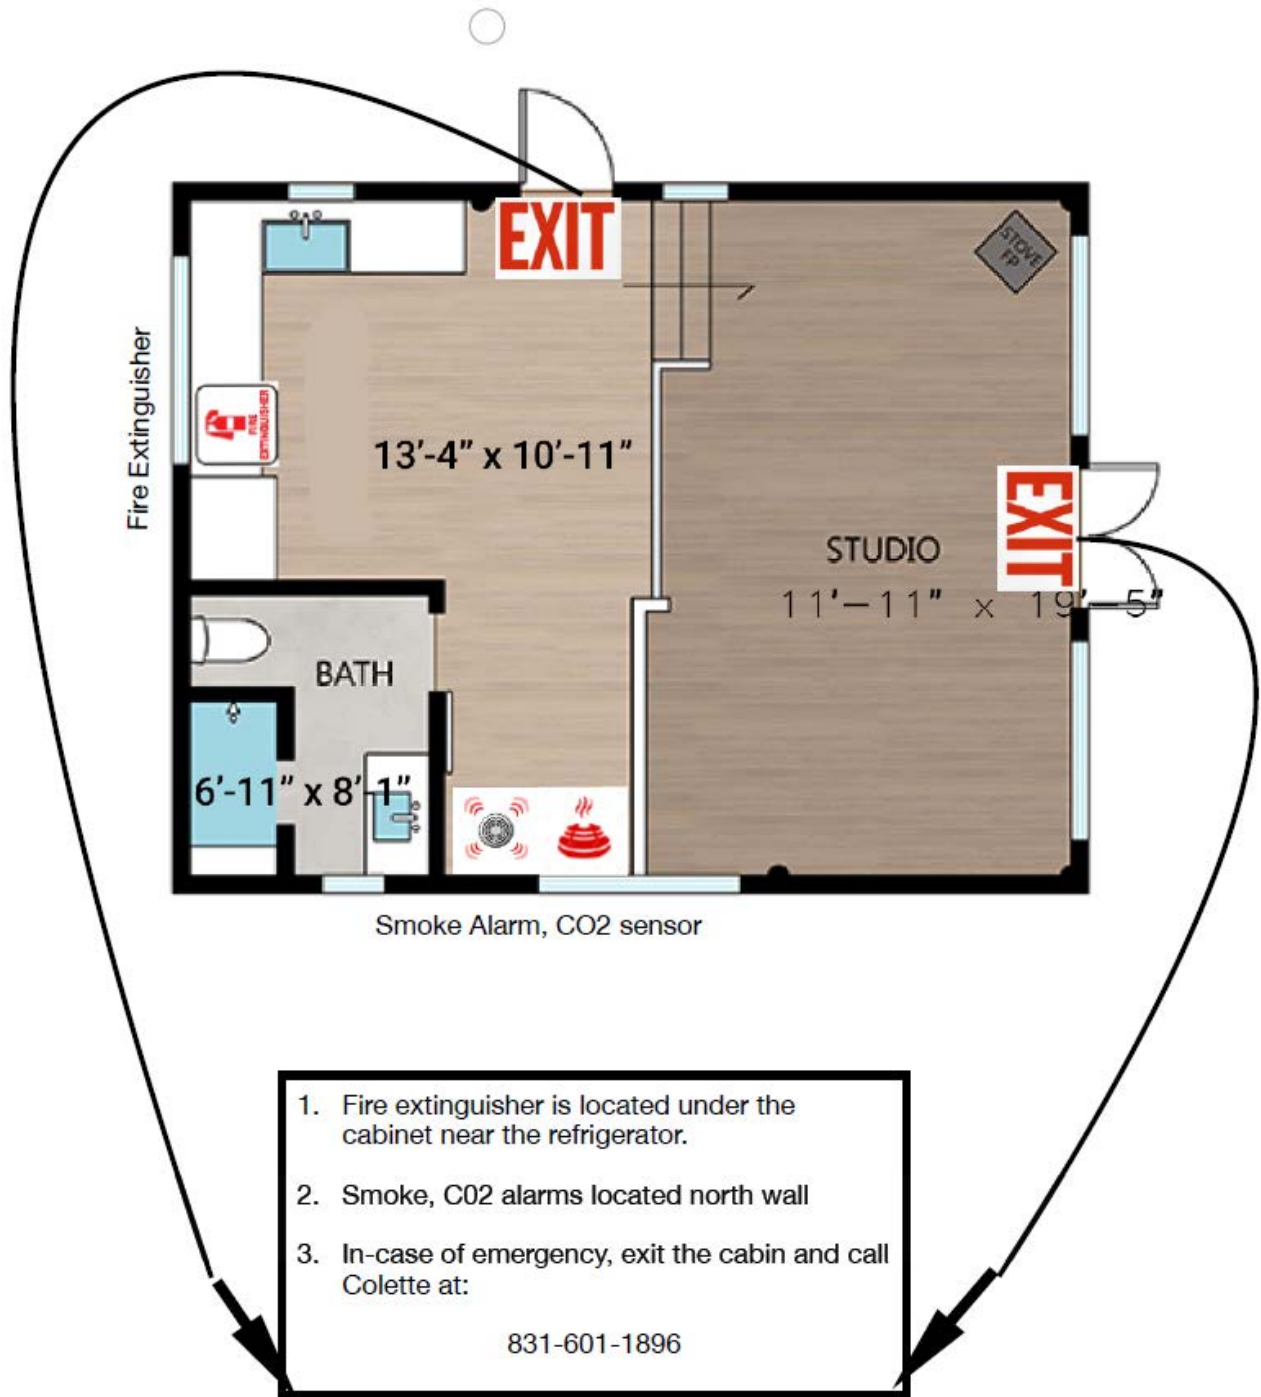 EXIT
STOVE
FP
Fire Extinguisher
FIRE
EXTINGUISHER
13'-4" x 10'-11"
EXIT
STUDIO
11'-11" x 19'-5"
BATH
6'-11" x 8'-1"
Smoke Alarm, CO2 sensor
1. Fire extinguisher is located under the
cabinet near the refrigerator.
2. Smoke, C02 alarms located north wall
3. In-case of emergency, exit the cabin and call
Colette at:
831-601-1896